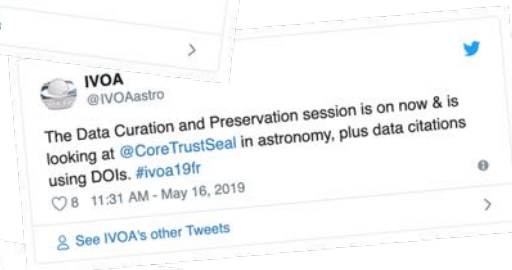 IVOA
@IVOAastro
The Data Curation and Preservation session is on now & is
looking at @CoreTrustSeal in astronomy, plus data citations
using DOIs. #ivoa19fr
8 11:31 AM - May 16, 2019
See IVOA's other Tweets